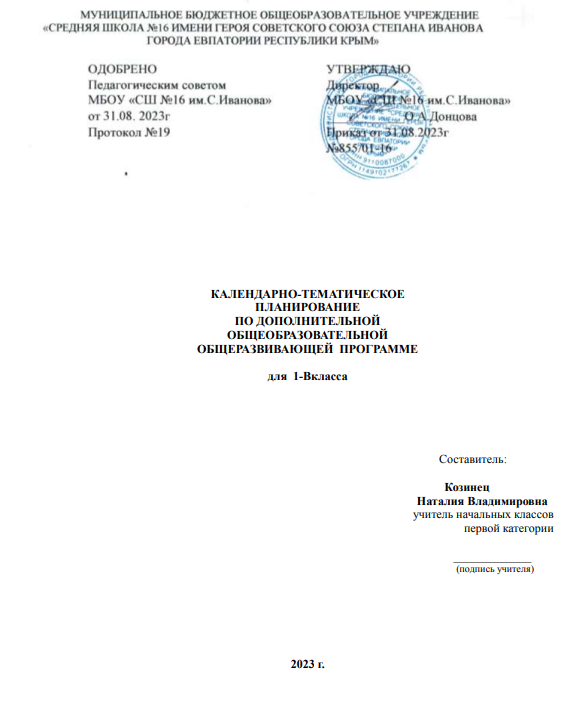 МУНИЦИПАЛЬНОЕ БЮДЖЕТНОЕ ОБЩЕОБРАЗОВАТЕЛЬНОЕ УЧРЕЖДЕНИЕ
«СРЕДНЯЯ ШКОЛА №16 ИМЕНИ ГЕРОЯ СОВЕТСКОГО СОЮЗА СТЕПАНА ИВАНОВА
ГОРОДА ЕВПАТОРИИ РЕСПУБЛИКИ КРЫМ»
ОДОБРЕНО
Педагогическим советом
МБОУ «СШ №16 им.С.Иванова»
от 31.08. 2023г
Протокол №19
УТВЕРЖДАЮ
Директор
МБОУ «СШ №16 им.С.Иванова»
О.А.Донцова
Приказ от 31.08.2023г
№855/01-16
КАЛЕНДАРНО-ТЕМАТИЧЕСКОЕ
ПЛАНИРОВАНИЕ
ПО ДОПОЛНИТЕЛЬНОЙ
ОБЩЕОБРАЗОВАТЕЛЬНОЙ
ОБЩЕРАЗВИВАЮЩЕЙ ПРОГРАММЕ
для 1-Вкласса
Составитель:
Козинец
Наталия Владимировна
учитель начальных классов
первой категории
(подпись учителя)
2023 г.